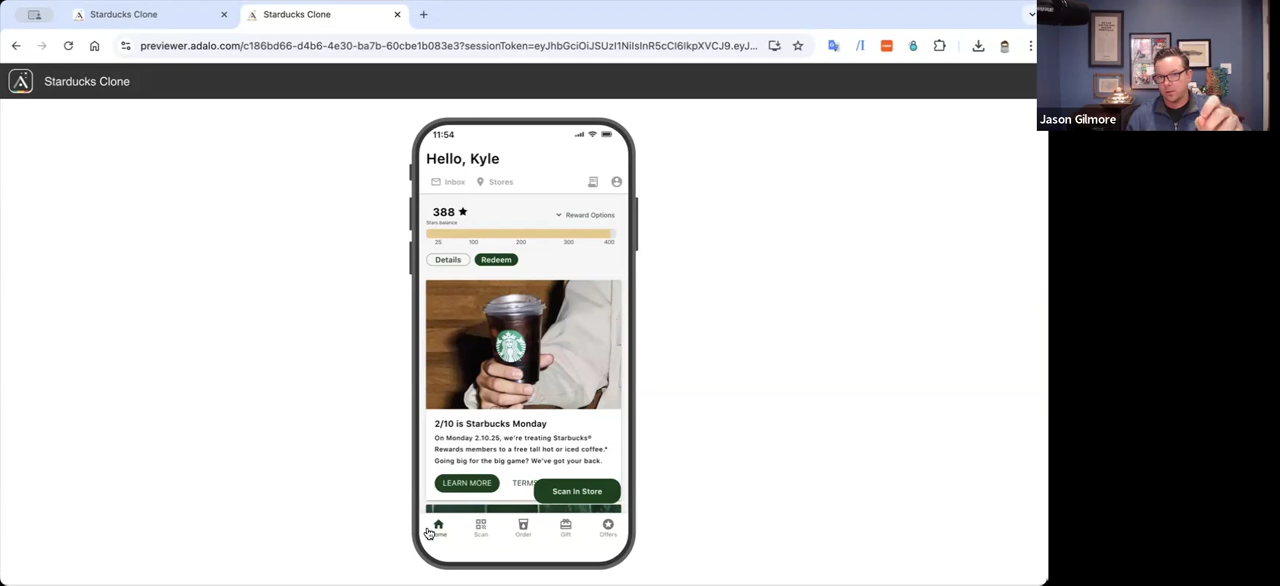 Starducks Clone
Starducks Clone
previewer.adalo.com/c186bd66-d4b6-4e30-ba7b-60cbe1b083e3?sessionToken=eyJhbGciOiJSUzI1NiIsInR5cCI6IkpXVCJ9.eyJ...
Starducks Clone
Jason Gilmore
11:54
Hello, Kyle
Inbox Stores
388 ★ Reward Options
Stars balance
25 100 200 300 400
Details Redeem
2/10 is Starbucks Monday
On Monday 2.10.25, we're treating Starbucks®
Rewards members to a free tall hot or iced coffee.*
Going big for the big game? We've got your back.
LEARN MORE TERMS
Scan In Store
Home Scan Order Gift Offers